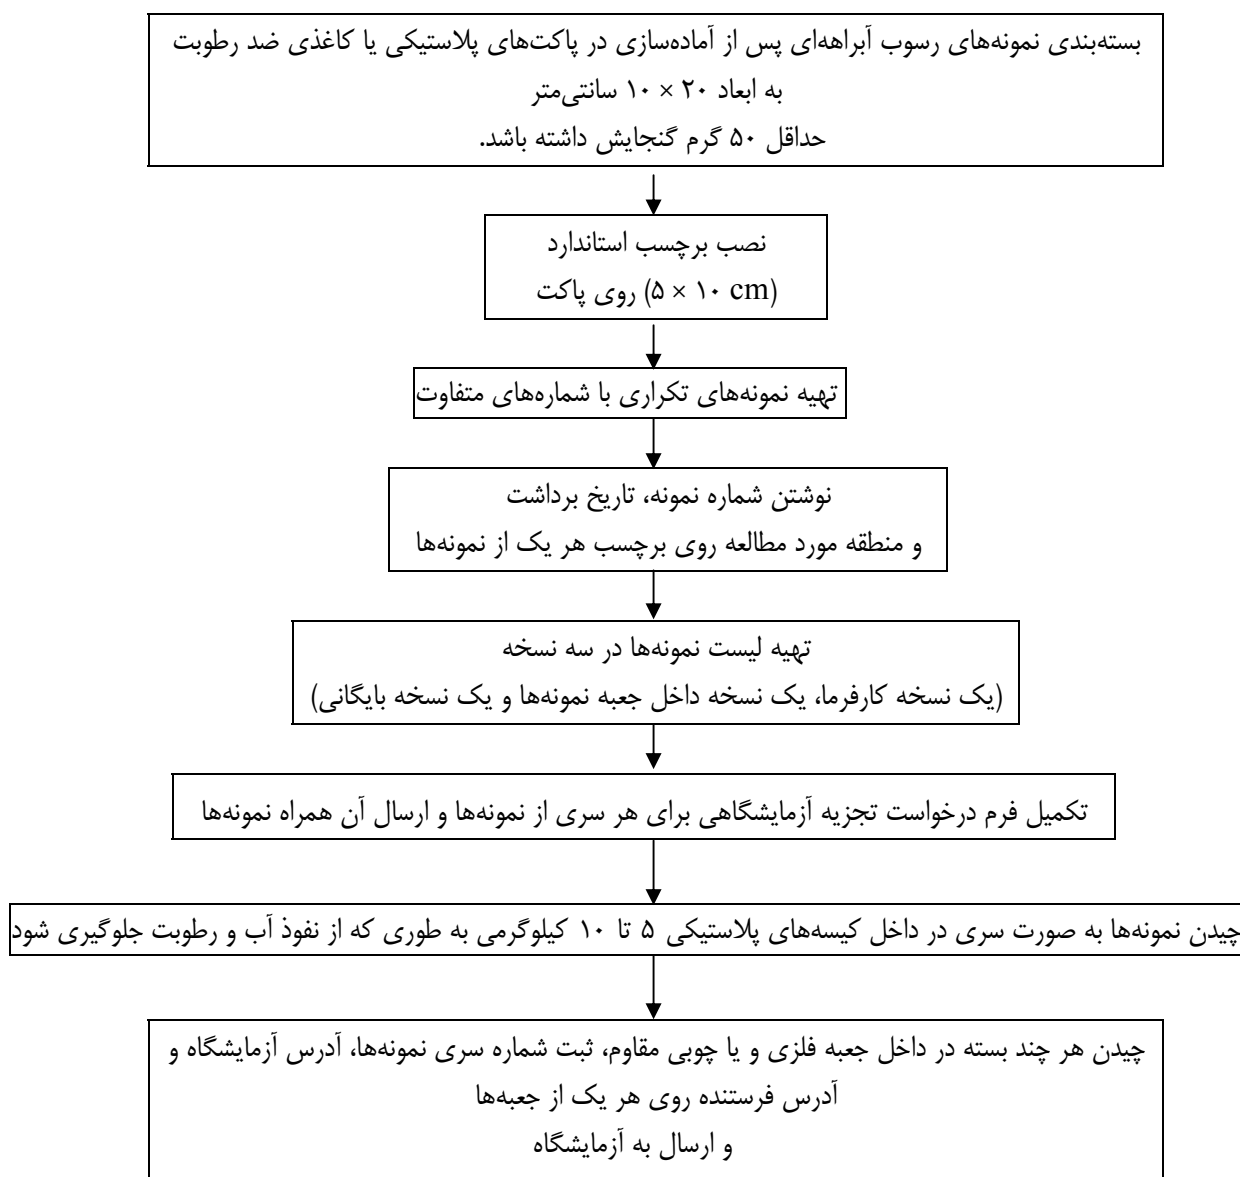 بسته‌بندی نمونه‌های رسوب آبراهه‌ای پس از آماده‌سازی در پاکت‌های پلاستیکی یا کاغذی ضد رطوبت
به ابعاد ۲۰ × ۱۰ سانتی‌متر
حداقل ۵۰ گرم گنجایش داشته باشد.
نصب برچسب استاندارد
(۵ × ۱۰ cm) روی پاکت
تهیه نمونه‌های تکراری با شماره‌های متفاوت
نوشتن شماره نمونه، تاریخ برداشت
و منطقه مورد مطالعه روی برچسب هر یک از نمونه‌ها
تهیه لیست نمونه‌ها در سه نسخه
(یک نسخه کارفرما، یک نسخه داخل جعبه نمونه‌ها و یک نسخه بایگانی)
تکمیل فرم درخواست تجزیه آزمایشگاهی برای هر سری از نمونه‌ها و ارسال آن همراه نمونه‌ها
چیدن نمونه‌ها به صورت سری در داخل کیسه‌های پلاستیکی ۵ تا ۱۰ کیلوگرمی به طوری که از نفوذ آب و رطوبت جلوگیری شود
چیدن هر چند بسته در داخل جعبه فلزی و یا چوبی مقاوم، ثبت شماره سری نمونه‌ها، آدرس آزمایشگاه و
آدرس فرستنده روی هر یک از جعبه‌ها
و ارسال به آزمایشگاه